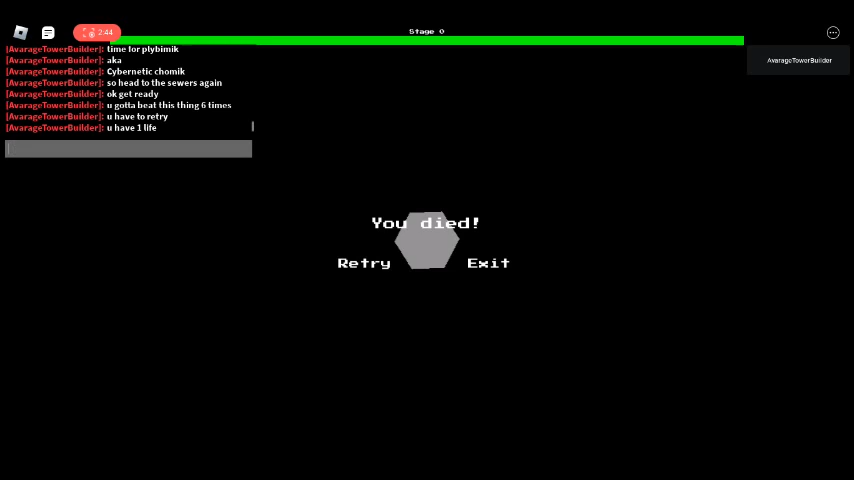 2:44
Stage 0
[AvarageTowerBuilder]: time for plybimik
[AvarageTowerBuilder]: aka
[AvarageTowerBuilder]: Cybernetic chomik
[AvarageTowerBuilder]: so head to the sewers again
[AvarageTowerBuilder]: ok get ready
[AvarageTowerBuilder]: u gotta beat this thing 6 times
[AvarageTowerBuilder]: u have to retry
[AvarageTowerBuilder]: u have 1 life
AvarageTowerBuilder
You died!
Retry Exit